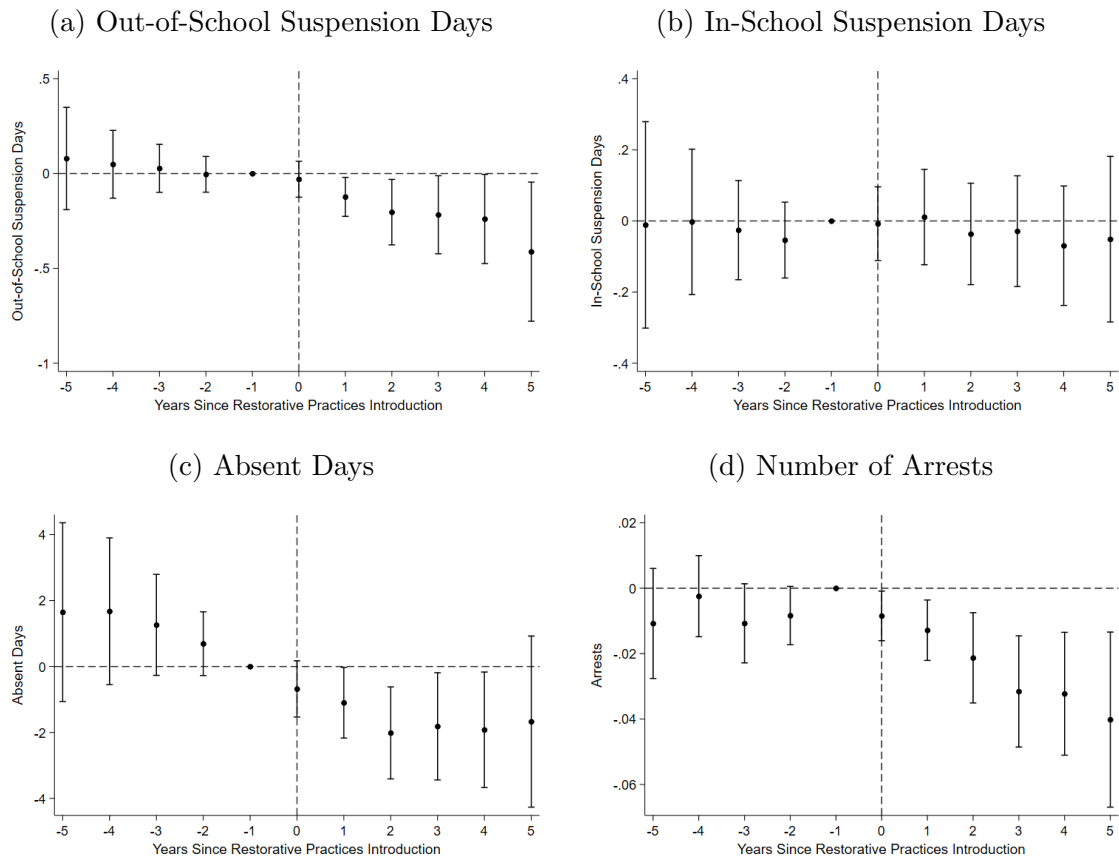 (a) Out-of-School Suspension Days
.5
0
-.5
-1
Out-of-School Suspension Days
-5 -4 -3 -2 -1 0 1 2 3 4 5
Years Since Restorative Practices Introduction
(b) In-School Suspension Days
.4
.2
0
-.2
-.4
In-School Suspension Days
-5 -4 -3 -2 -1 0 1 2 3 4 5
Years Since Restorative Practices Introduction
(c) Absent Days
4
2
0
-2
-4
Absent Days
-5 -4 -3 -2 -1 0 1 2 3 4 5
Years Since Restorative Practices Introduction
(d) Number of Arrests
.02
0
-.02
-.04
-.06
Arrests
-5 -4 -3 -2 -1 0 1 2 3 4 5
Years Since Restorative Practices Introduction